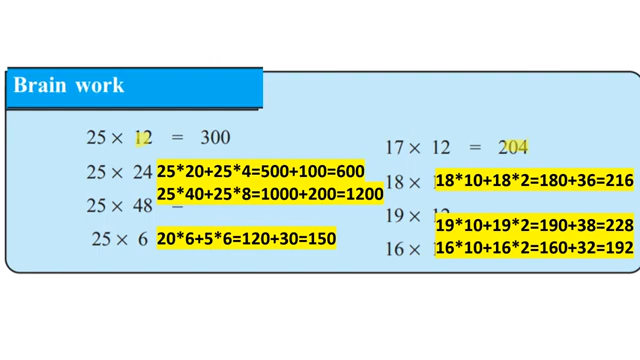 Brain work
25 × 12 = 300
25 × 24 25*20+25*4=500+100=600
25*40+25*8=1000+200=1200
25 × 48 =
25 × 6 20*6+5*6=120+30=150
17 × 12 = 204
18 × 18*10+18*2=180+36=216
19 × 12
19*10+19*2=190+38=228
16 × 16*10+16*2=160+32=192